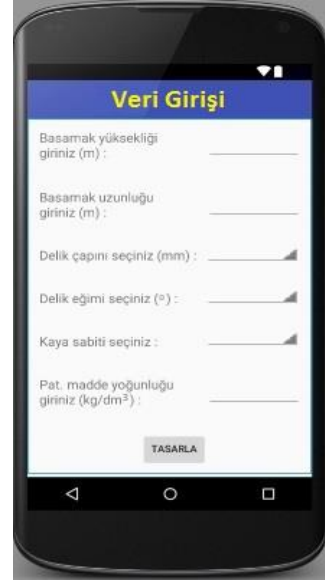 Veri Girişi
Basamak yüksekliği
giriniz (m) :
Basamak uzunluğu
giriniz (m) :
Delik çapını seçiniz (mm) :
Delik eğimi seçiniz (º) :
Kaya sabiti seçiniz :
Pat. madde yoğunluğu
giriniz (kg/dm³) :
TASARLA